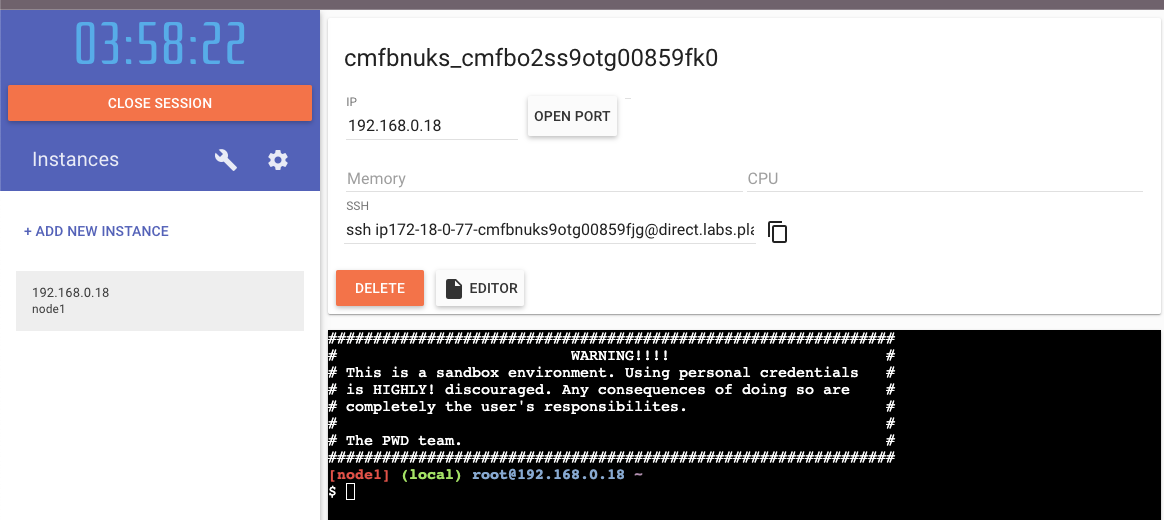 03:58:22
CLOSE SESSION
Instances
+ ADD NEW INSTANCE
192.168.0.18
node1
cmfbnuks_cmfbo2ss9otg00859fk0
IP
192.168.0.18
OPEN PORT
Memory
CPU
SSH
ssh ip172-18-0-77-cmfbnuks9otg00859fjg@direct.labs.pla
DELETE
EDITOR
###############################################################
# WARNING!!!! #
# This is a sandbox environment. Using personal credentials #
# is HIGHLY! discouraged. Any consequences of doing so are #
# completely the user's responsibilites. #
# #
# The PWD team. #
###############################################################
[node1] (local) root@192.168.0.18 ~
$